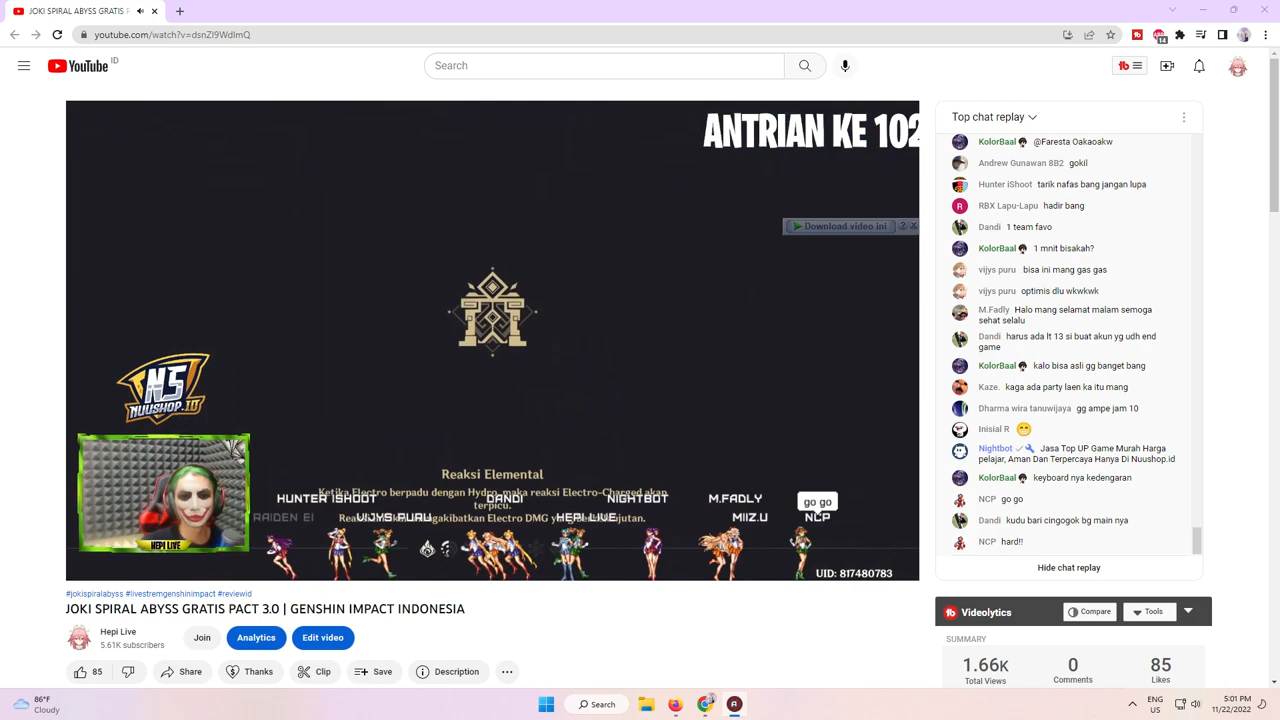 JOKI SPIRAL ABYSS GRATIS P
youtube.com/watch?v=dsnZl9WdlmQ
14
YouTube ID
Search
ANTRIAN KE 102
Download video ini
NUUSHOP.ID
Reaksi Elemental
HUNTER ISHOOT
DANDI
NIGHTBOT
M.FADLY
go go
RAIDEN EI
VIJYS PURU
HEPI LIVE
MIIZ.U
NCP
HEPI LIVE
UID: 817480783
Top chat replay
KolorBaal @Faresta Oakaoakw
Andrew Gunawan 8B2 gokil
Hunter iShoot tarik nafas bang jangan lupa
R RBX Lapu-Lapu hadir bang
Dandi 1 team favo
KolorBaal 1 mnit bisakah?
vijys puru bisa ini mang gas gas
vijys puru optimis dlu wkwkwk
M.Fadly Halo mang selamat malam semoga
sehat selalu
Dandi harus ada lt 13 si buat akun yg udh end
game
KolorBaal kalo bisa asli gg banget bang
Kaze. kaga ada party laen ka itu mang
Dharma wira tanuwijaya gg ampe jam 10
Inisial R
Nightbot Jasa Top UP Game Murah Harga
pelajar, Aman Dan Terpercaya Hanya Di Nuushop.id
KolorBaal keyboard nya kedengaran
NCP go go
Dandi kudu bari cingogok bg main nya
NCP hard!!
Hide chat replay
#jokispiralabyss #livestremgenshinimpact #reviewid
JOKI SPIRAL ABYSS GRATIS PACT 3.0 | GENSHIN IMPACT INDONESIA
Hepi Live
5.61K subscribers
Join
Analytics
Edit video
85
Share
Thanks
Clip
Save
Description
Videolytics
Compare
Tools
SUMMARY
1.66K
0
85
Total Views
Comments
Likes
86°F
Cloudy
Search
ENG
US
5:01 PM
11/22/2022